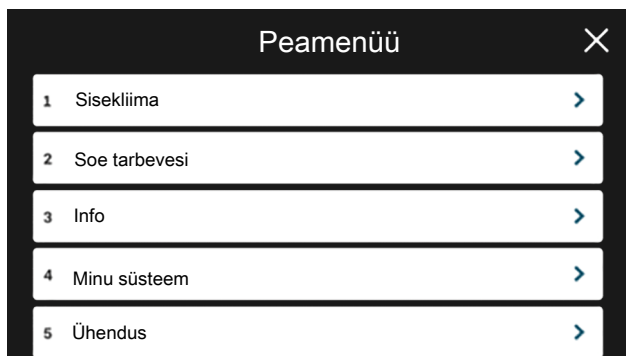 Peamenüü
1 Sisekliima
2 Soe tarbevesi
3 Info
4 Minu süsteem
5 Ühendus